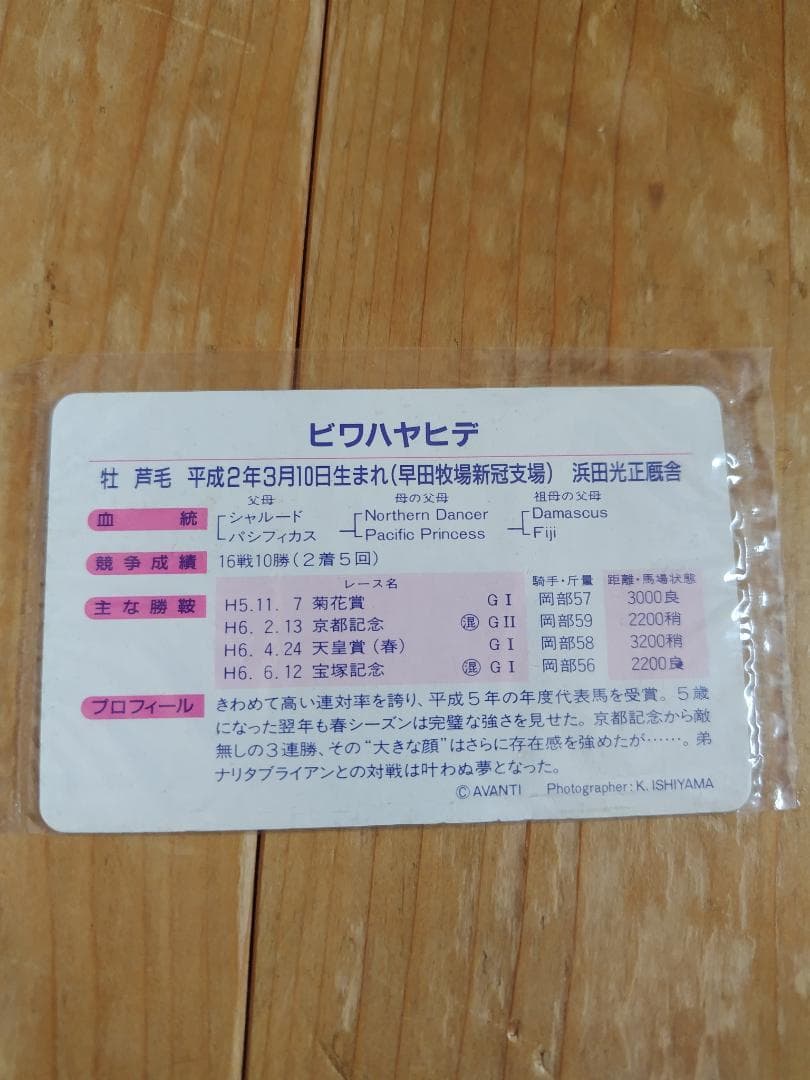 ビワハヤヒデ
牡 芦毛 平成2年3月10日生まれ(早田牧場新冠支場) 浜田光正厩舎
父母 母の父母 祖母の父母
血統 シャルード Northern Dancer Damascus
パシフィカス Pacific Princess Fiji
競争成績 16戦10勝(2着5回)
レース名 騎手・斤量 距離・馬場状態
主な勝鞍 H5.11. 7 菊花賞 GI 岡部57 3000良
H6. 2.13 京都記念 ㊩ GII 岡部59 2200稍
H6. 4.24 天皇賞(春) GI 岡部58 3200稍
H6. 6.12 宝塚記念 混 GI 岡部56 2200良
プロフィール きわめて高い連対率を誇り、平成5年の年度代表馬を受賞。5歳
になった翌年も春シーズンは完璧な強さを見せた。京都記念から敵
無しの3連勝、その“大きな顔”はさらに存在感を強めたが……。弟
ナリタブライアンとの対戦は叶わぬ夢となった。
© AVANTI Photographer: K. ISHIYAMA